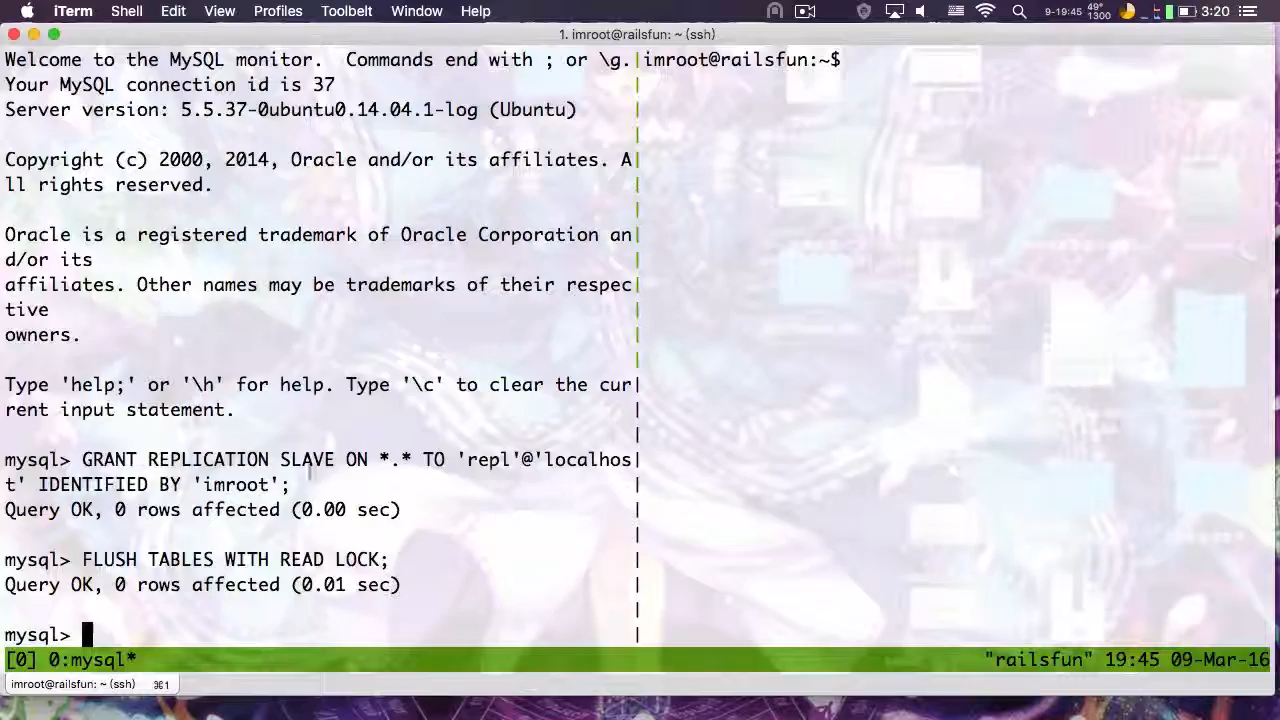 iTerm Shell Edit View Profiles Toolbelt Window Help 9-19:45 49° 1300 3:20
1. imroot@railsfun: ~ (ssh)
Welcome to the MySQL monitor.  Commands end with ; or \g.
Your MySQL connection id is 37
Server version: 5.5.37-0ubuntu0.14.04.1-log (Ubuntu)
Copyright (c) 2000, 2014, Oracle and/or its affiliates. A
ll rights reserved.
Oracle is a registered trademark of Oracle Corporation an
d/or its
affiliates. Other names may be trademarks of their respec
tive
owners.
Type 'help;' or '\h' for help. Type '\c' to clear the cur
rent input statement.
mysql> GRANT REPLICATION SLAVE ON *.* TO 'repl'@'localhos
t' IDENTIFIED BY 'imroot';
Query OK, 0 rows affected (0.00 sec)
mysql> FLUSH TABLES WITH READ LOCK;
Query OK, 0 rows affected (0.01 sec)
mysql>
imroot@railsfun:~$
[0] 0:mysql* "railsfun" 19:45 09-Mar-16
imroot@railsfun: ~ (ssh) ⌘1